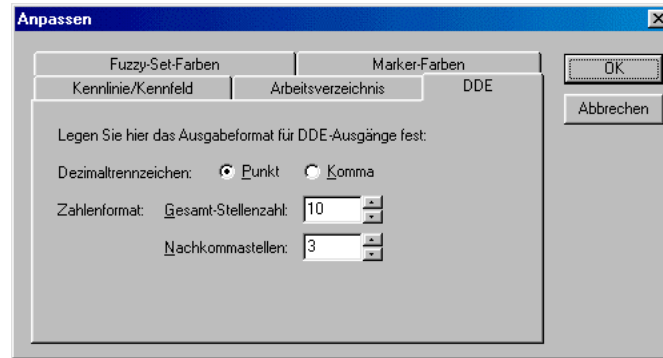 Anpassen
Fuzzy-Set-Farben Marker-Farben
Kennlinie/Kennfeld Arbeitsverzeichnis DDE
OK
Abbrechen
Legen Sie hier das Ausgabeformat für DDE-Ausgänge fest:
Dezimaltrennzeichen: Punkt Komma
Zahlenformat: Gesamt-Stellenzahl: 10
Nachkommastellen: 3